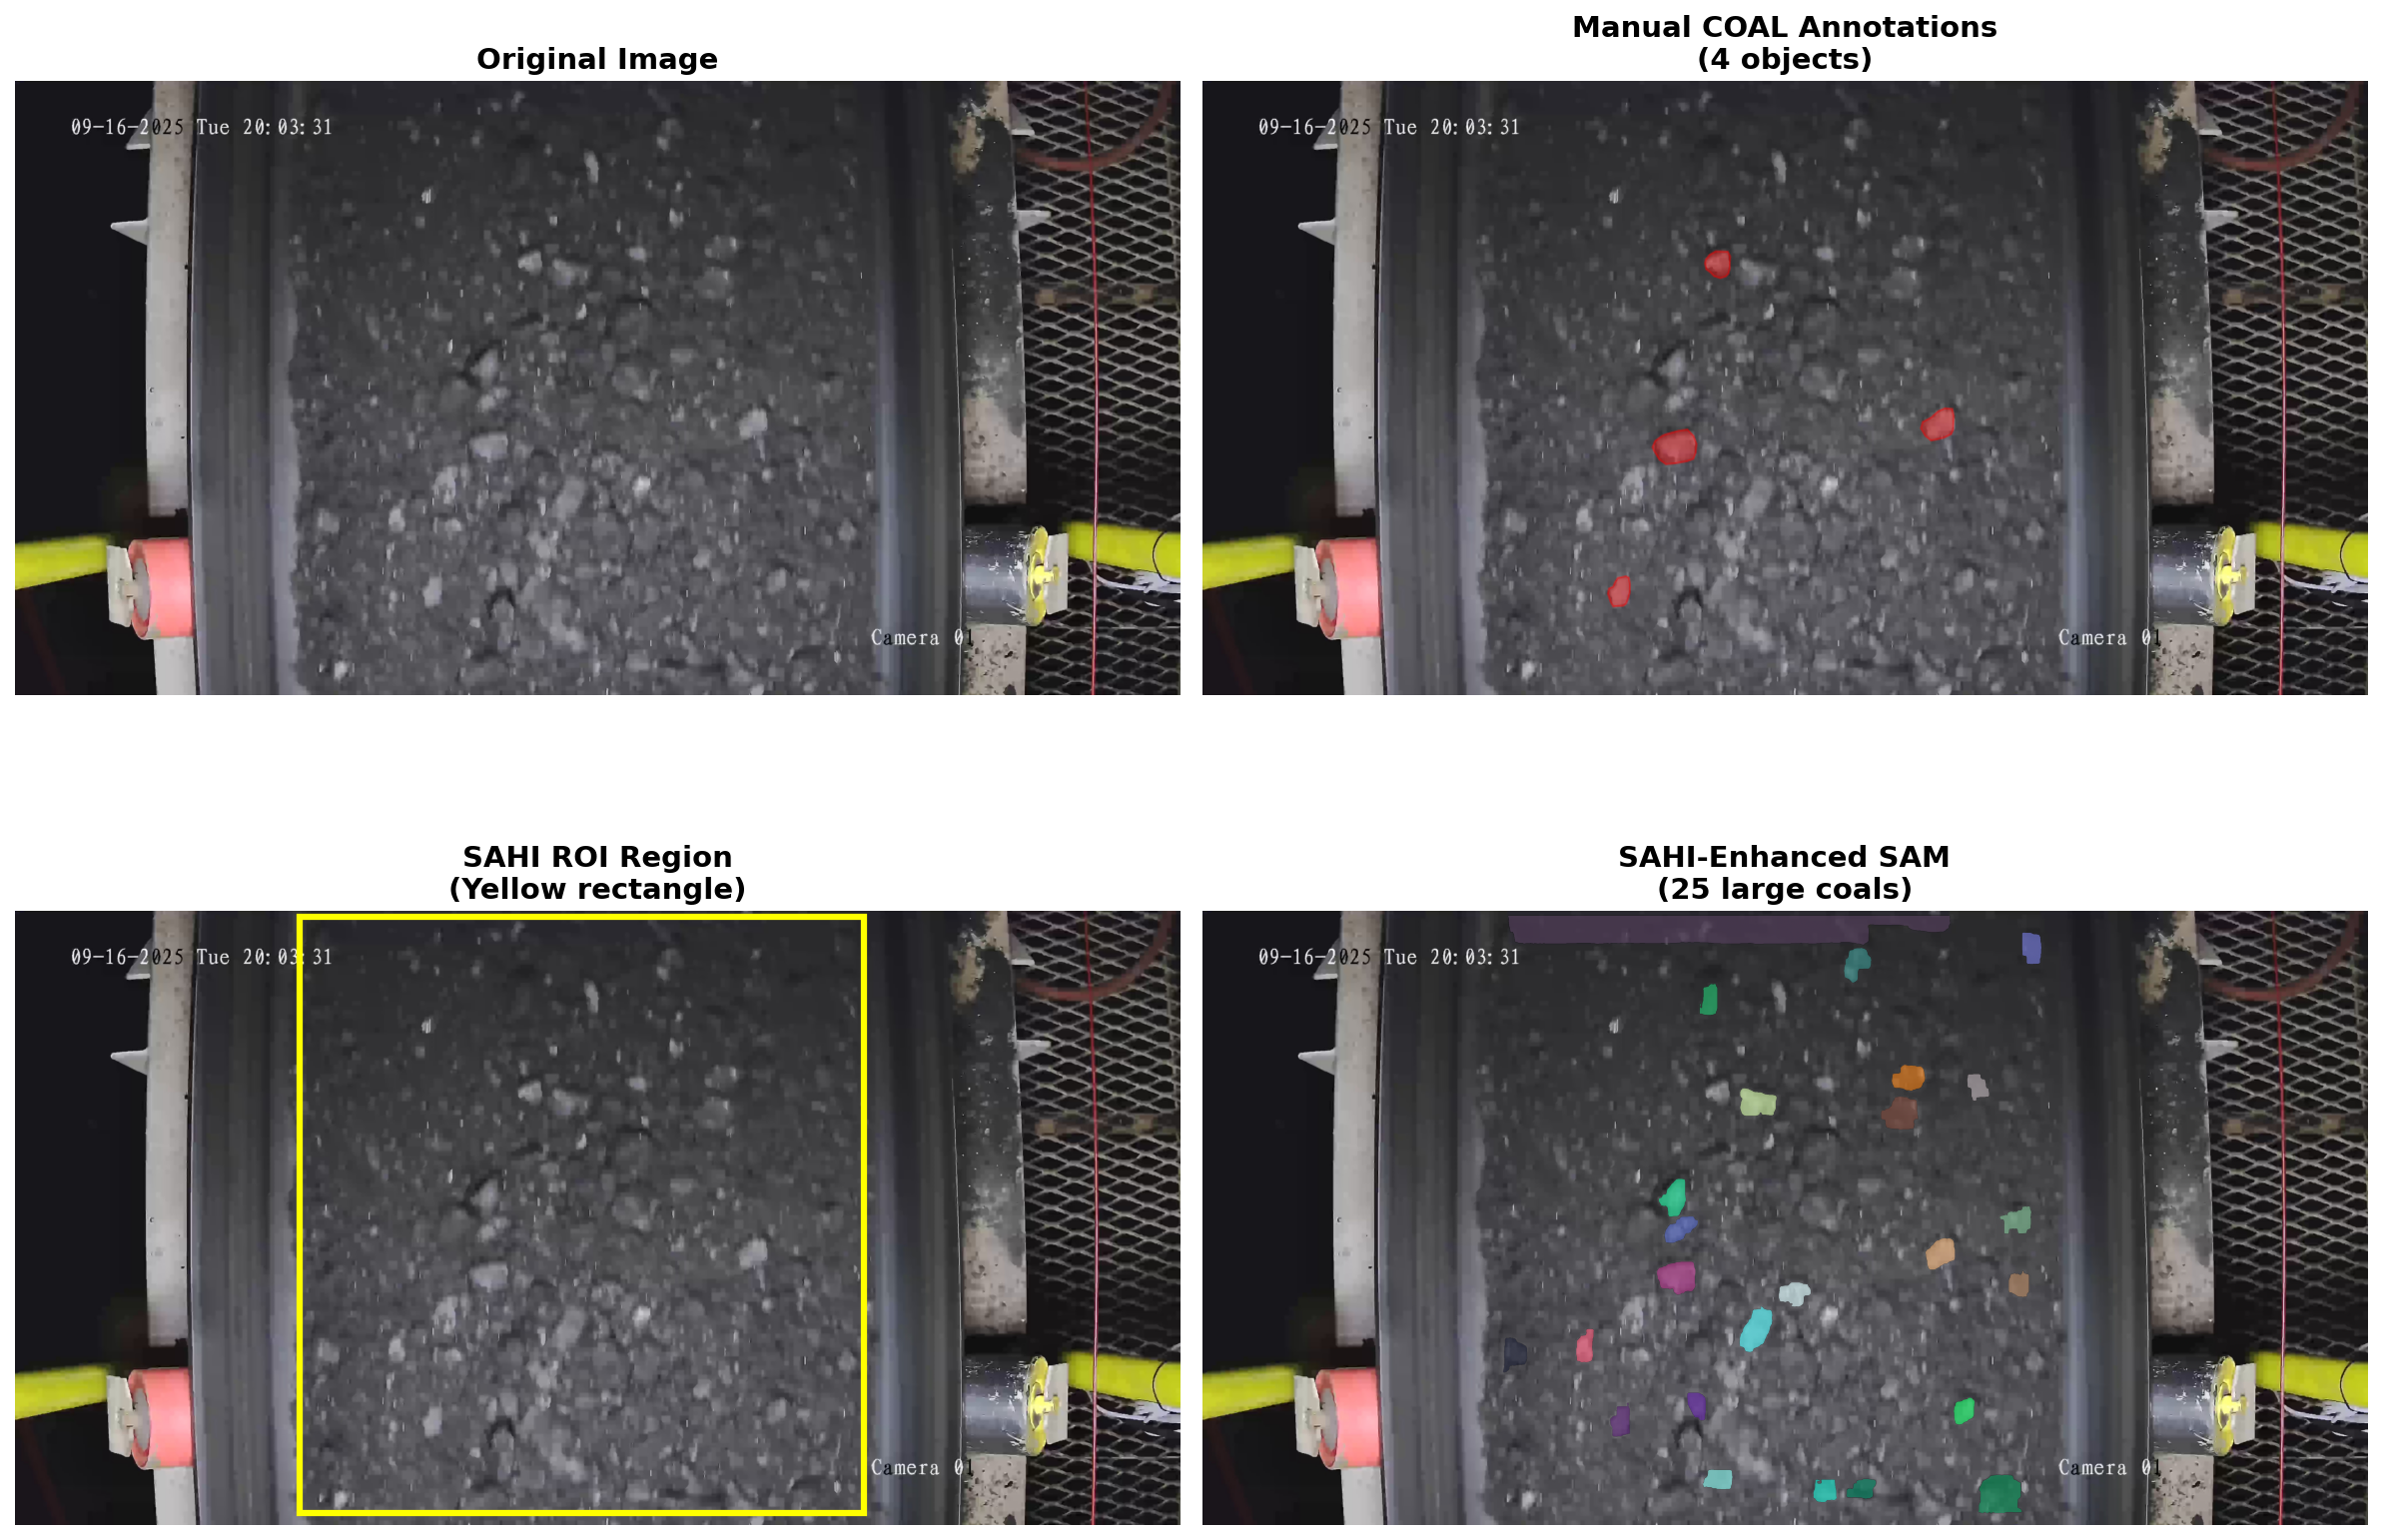 Original Image
09-16-2025 Tue 20:03:31
Camera 01
Manual COAL Annotations
(4 objects)
09-16-2025 Tue 20:03:31
Camera 01
SAHI ROI Region
(Yellow rectangle)
09-16-2025 Tue 20:03:31
Camera 01
SAHI-Enhanced SAM
(25 large coals)
09-16-2025 Tue 20:03:31
Camera 01